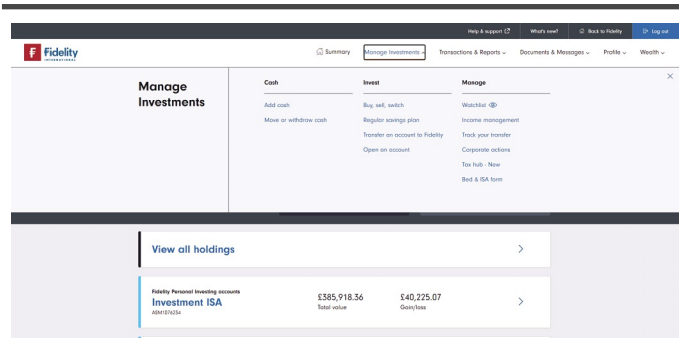 Help & support
What's new?
Back to Fidelity
Log out
Fidelity
INTERNATIONAL
Summary
Manage Investments
Transactions & Reports
Documents & Messages
Profile
Wealth
Manage
Investments
Cash
Add cash
Move or withdraw cash
Invest
Buy, sell, switch
Regular savings plan
Transfer an account to Fidelity
Open an account
Manage
Watchlist
Income management
Track your transfer
Corporate actions
Tax hub - New
Bed & ISA form
View all holdings
Fidelity Personal Investing accounts
Investment ISA
ASM1076234
£385,918.36
Total value
£40,225.07
Gain/loss